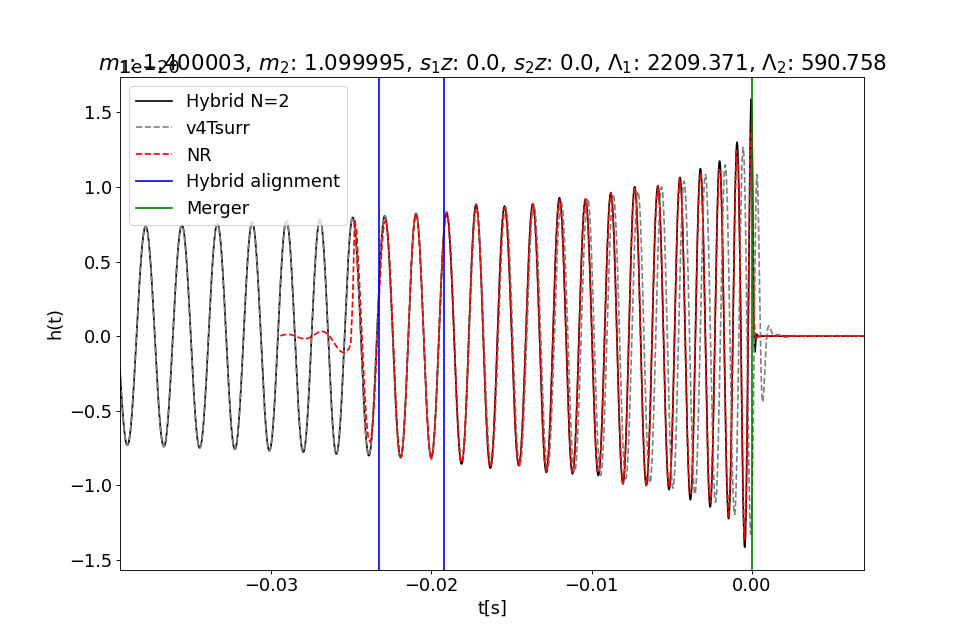 m₁: 1.400003, m₂: 1.099995, s₁z: 0.0, s₂z: 0.0, Λ₁: 2209.371, Λ₂: 590.758
1e−20
Hybrid N=2
v4Tsurr
NR
Hybrid alignment
Merger
1.5
1.0
0.5
0.0
−0.5
−1.0
−1.5
h(t)
−0.03 −0.02 −0.01 0.00
t[s]